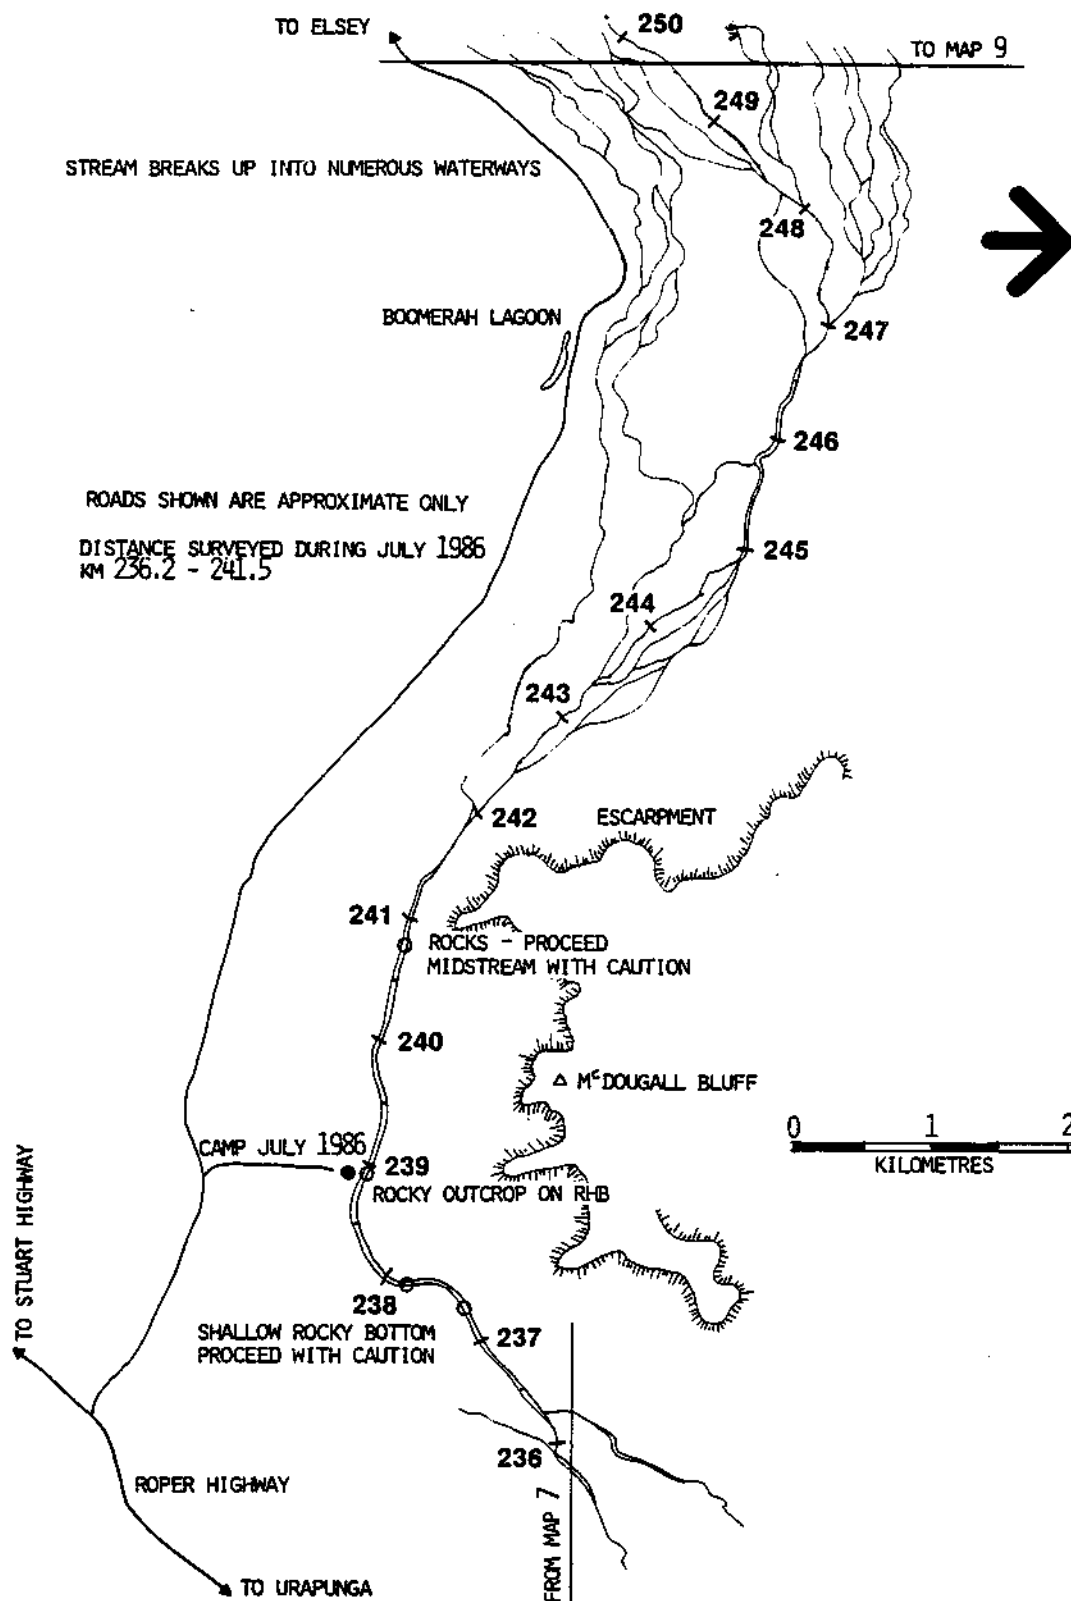 250
TO ELSEY
TO MAP 9
249
STREAM BREAKS UP INTO NUMEROUS WATERWAYS
248
BOOMERAH LAGOON
247
246
ROADS SHOWN ARE APPROXIMATE ONLY
DISTANCE SURVEYED DURING JULY 1986
KM 236.2 - 241.5
245
244
243
242
ESCARPMENT
241
ROCKS - PROCEED
MIDSTREAM WITH CAUTION
240
McDOUGALL BLUFF
0 1 2
KILOMETRES
CAMP JULY 1986
239
ROCKY OUTCROP ON RHB
TO STUART HIGHWAY
238
SHALLOW ROCKY BOTTOM
PROCEED WITH CAUTION
237
236
ROPER HIGHWAY
FROM MAP 7
TO URAPUNGA